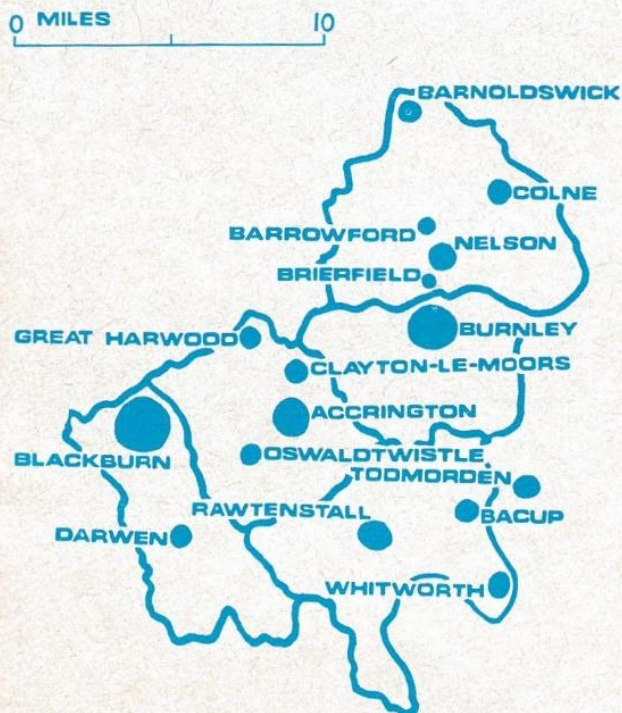 0 MILES 10
BARNOLDSWICK
COLNE
BARROWFORD
NELSON
BRIERFIELD
GREAT HARWOOD
BURNLEY
CLAYTON-LE-MOORS
ACCRINGTON
BLACKBURN
OSWALDTWISTLE
TODMORDEN
RAWTENSTALL
BACUP
DARWEN
WHITWORTH